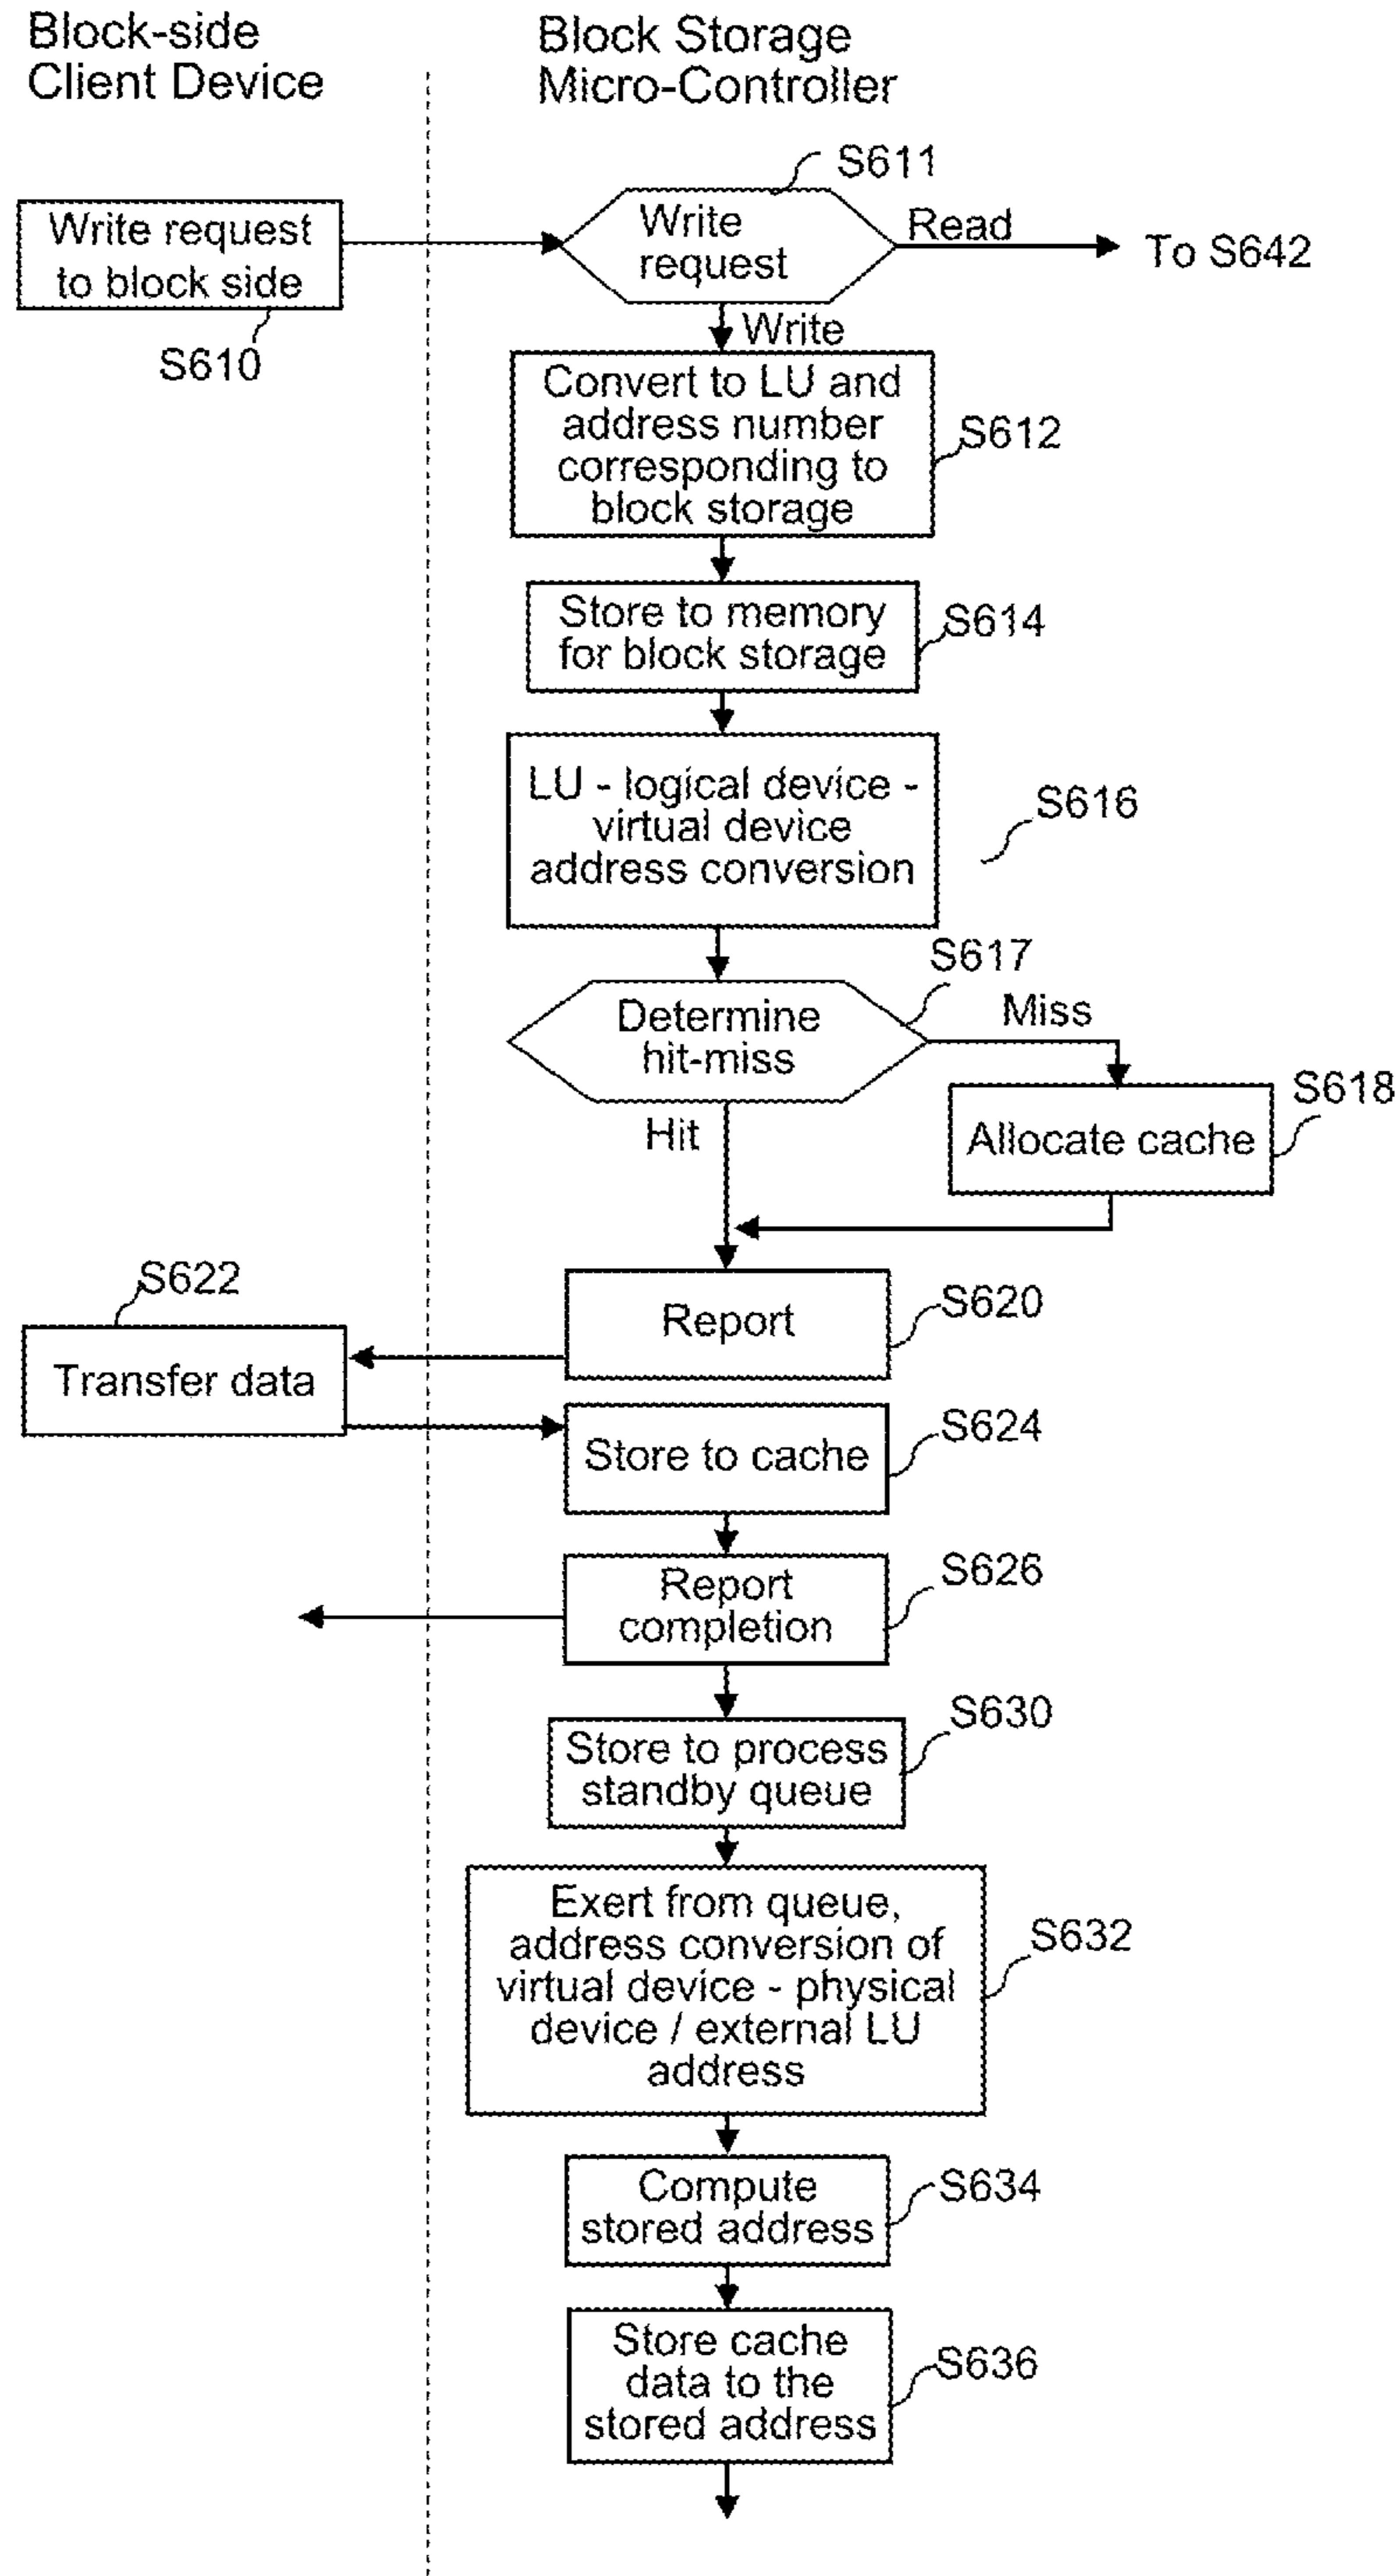 Block-side
Client Device
Block Storage
Micro-Controller
S611
Write request
to block side
S610
Write
request
Read
To S642
Write
Convert to LU and
address number
corresponding to
block storage
S612
Store to memory
for block storage
S614
LU - logical device -
virtual device
address conversion
S616
S617
Determine
hit-miss
Miss
Hit
S618
Allocate cache
S622
Transfer data
Report
S620
Store to cache
S624
Report
completion
S626
Store to process
standby queue
S630
Exert from queue,
address conversion of
virtual device - physical
device / external LU
address
S632
Compute
stored address
S634
Store cache
data to the
stored address
S636